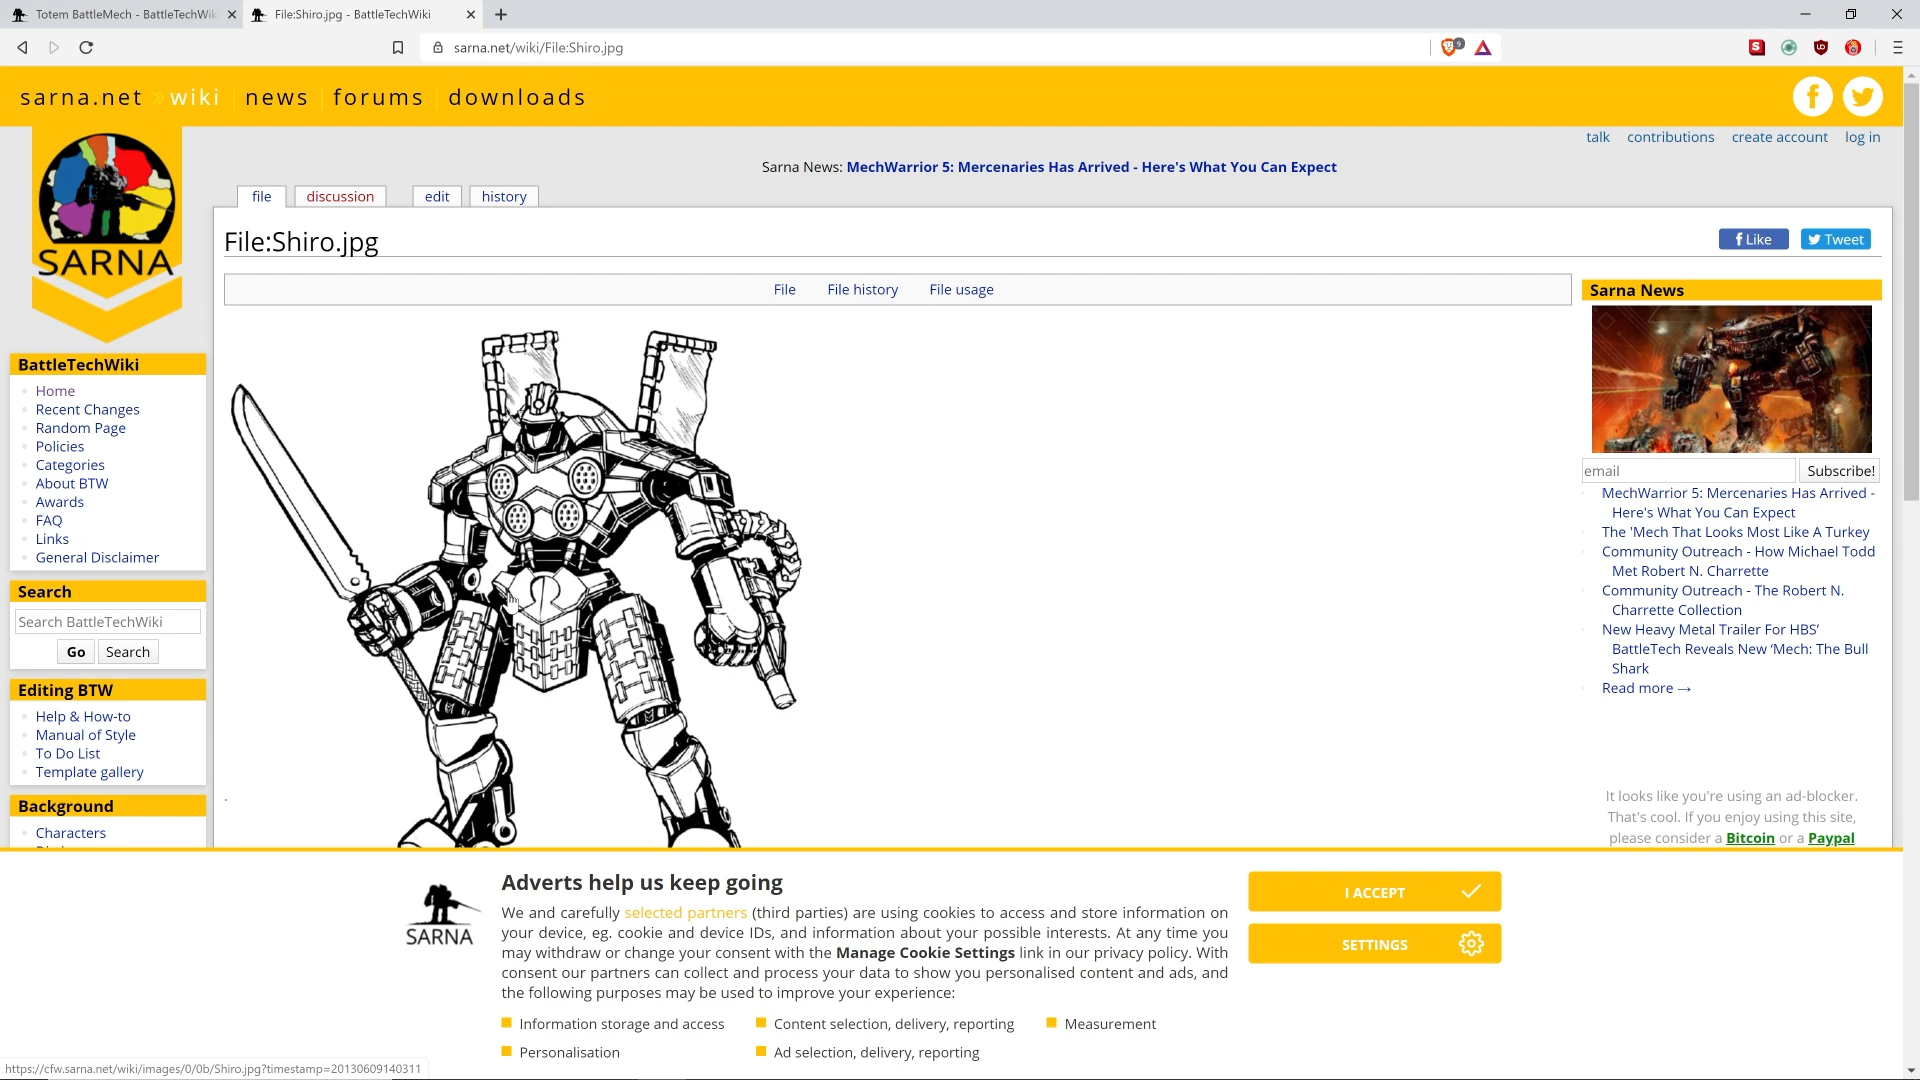 Totem BattleMech - BattleTechWik
File:Shiro.jpg - BattleTechWiki
sarna.net/wiki/File:Shiro.jpg
9
sarna.net » wiki news forums downloads
talk contributions create account log in
Sarna News: MechWarrior 5: Mercenaries Has Arrived - Here's What You Can Expect
file discussion edit history
SARNA
File:Shiro.jpg
Like Tweet
File File history File usage
BattleTechWiki
Home
Recent Changes
Random Page
Policies
Categories
About BTW
Awards
FAQ
Links
General Disclaimer
Search
Search BattleTechWiki
Go Search
Editing BTW
Help & How-to
Manual of Style
To Do List
Template gallery
Background
Characters
Sarna News
email Subscribe!
MechWarrior 5: Mercenaries Has Arrived -
Here's What You Can Expect
The 'Mech That Looks Most Like A Turkey
Community Outreach - How Michael Todd
Met Robert N. Charrette
Community Outreach - The Robert N.
Charrette Collection
New Heavy Metal Trailer For HBS’
BattleTech Reveals New ‘Mech: The Bull
Shark
Read more →
It looks like you're using an ad-blocker.
That's cool. If you enjoy using this site,
please consider a Bitcoin or a Paypal
SARNA
Adverts help us keep going
We and carefully selected partners (third parties) are using cookies to access and store information on
your device, eg. cookie and device IDs, and information about your possible interests. At any time you
may withdraw or change your consent with the Manage Cookie Settings link in our privacy policy. With
consent our partners can collect and process your data to show you personalised content and ads, and
the following purposes may be used to improve your experience:
Information storage and access Content selection, delivery, reporting Measurement
Personalisation Ad selection, delivery, reporting
I ACCEPT
SETTINGS
https://cfw.sarna.net/wiki/images/0/0b/Shiro.jpg?timestamp=20130609140311